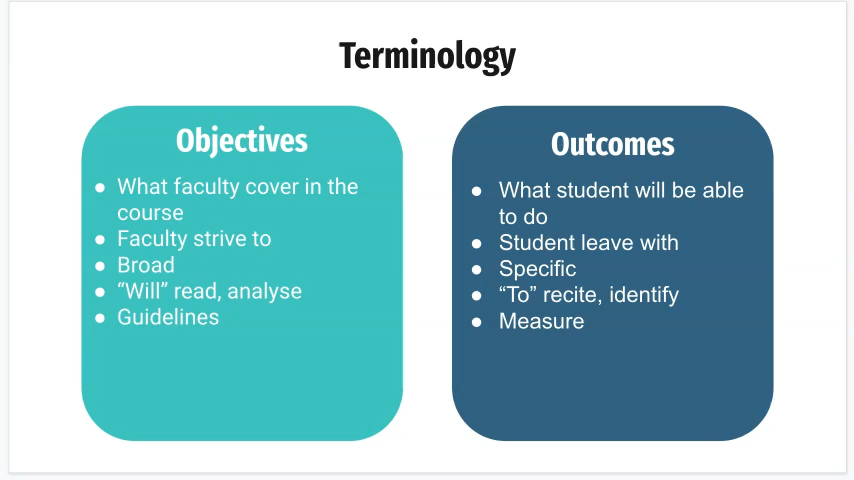 Terminology
Objectives
● What faculty cover in the
course
● Faculty strive to
● Broad
● “Will” read, analyse
● Guidelines
Outcomes
● What student will be able
to do
● Student leave with
● Specific
● “To” recite, identify
● Measure